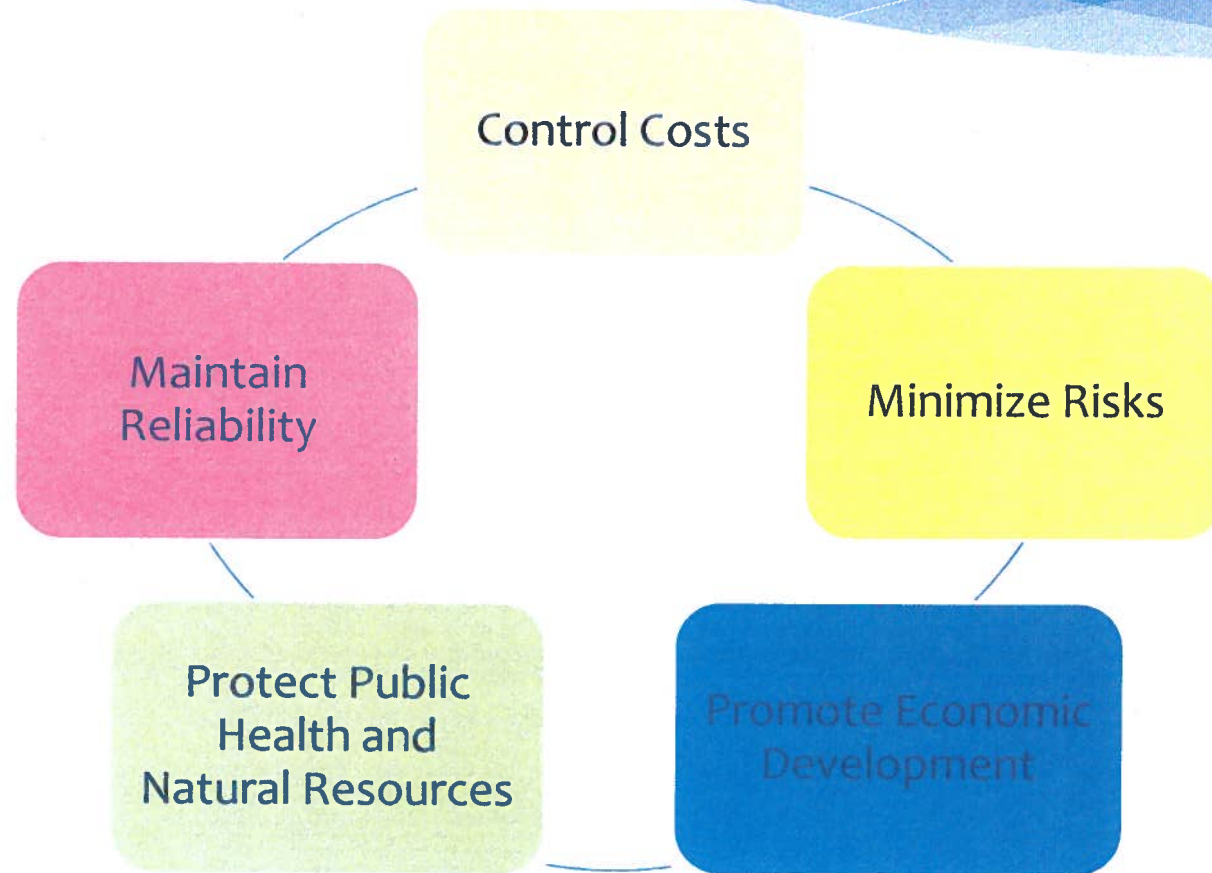 Control Costs
Maintain
Reliability
Minimize Risks
Protect Public
Health and
Natural Resources
Promote Economic
Development